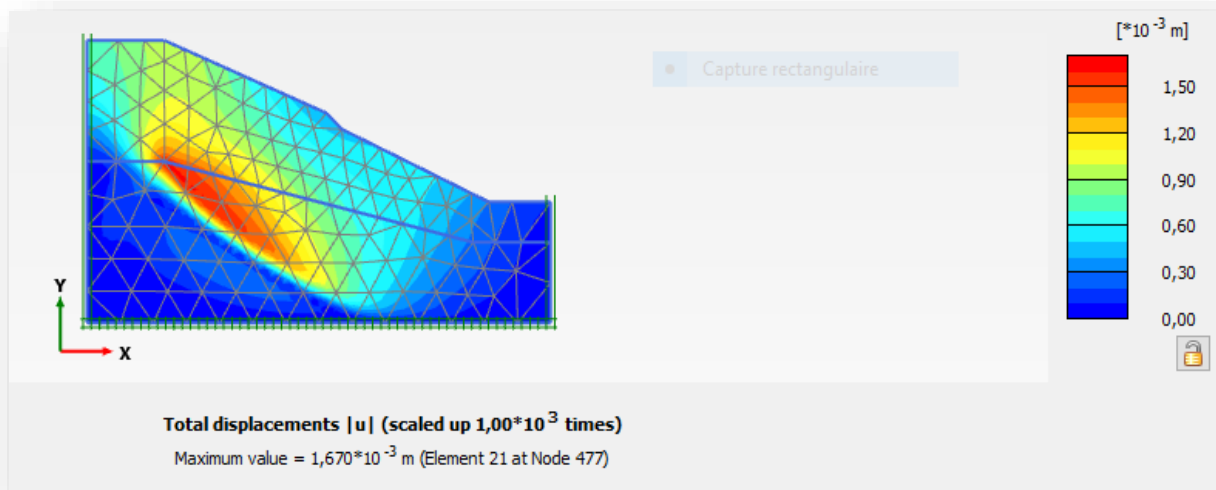 [*10 -3 m]
Capture rectangulaire
1,50
1,20
0,90
0,60
0,30
0,00
Y
X
Total displacements |u| (scaled up 1,00*10 3 times)
Maximum value = 1,670*10 -3 m (Element 21 at Node 477)